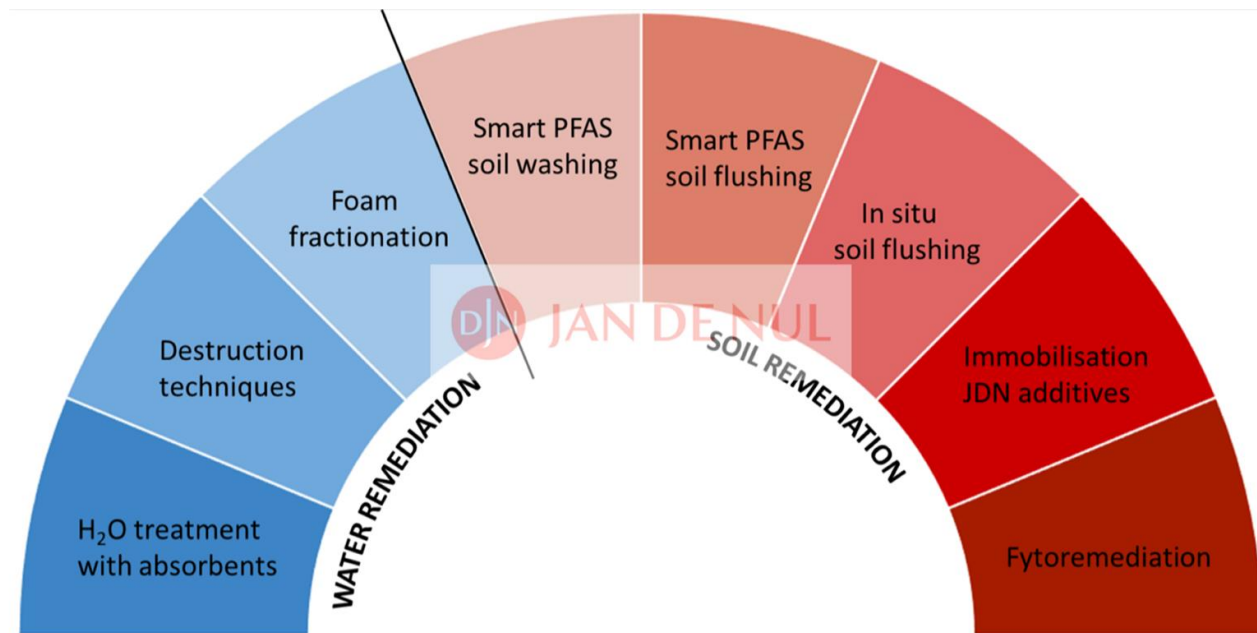 Smart PFAS
soil washing
Smart PFAS
soil flushing
Foam
fractionation
In situ
soil flushing
DJN JAN DE NUL
Destruction
techniques
Immobilisation
JDN additives
WATER REMEDIATION
SOIL REMEDIATION
H₂O treatment
with absorbents
Fytoremediation